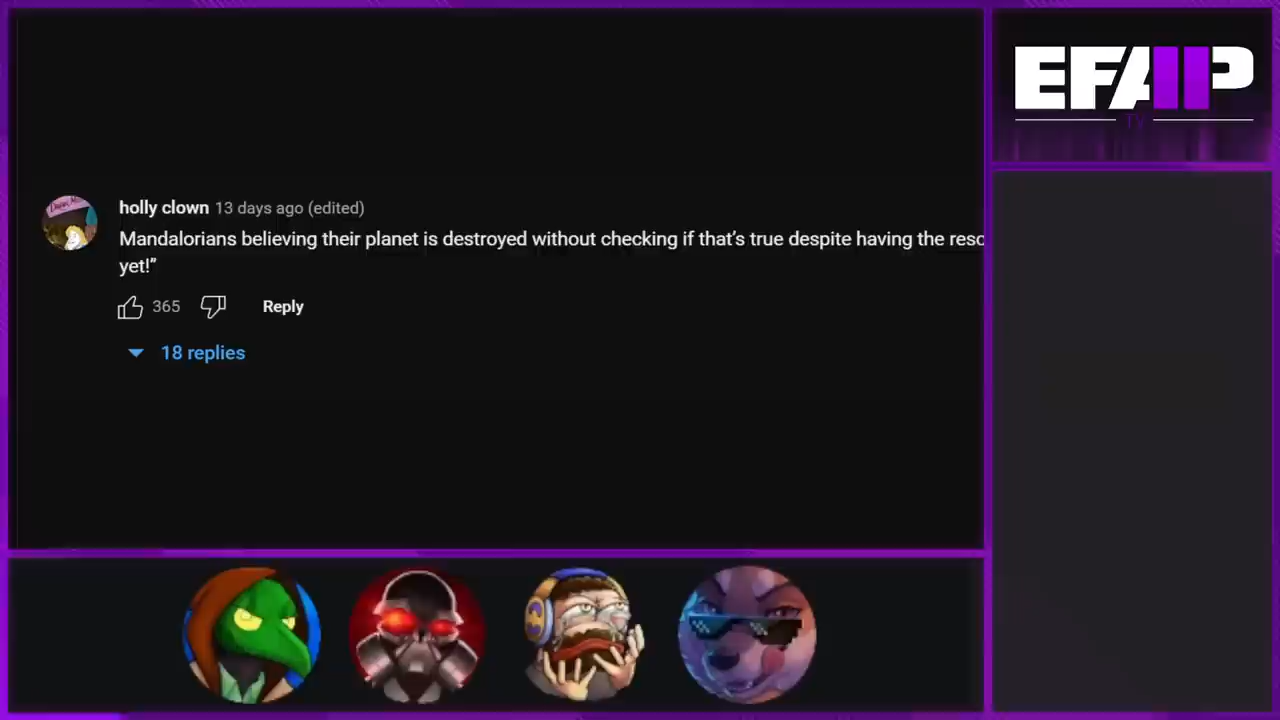 EFAP
TV
holly clown 13 days ago (edited)
Mandalorians believing their planet is destroyed without checking if that’s true despite having the
yet!”
365 Reply
18 replies